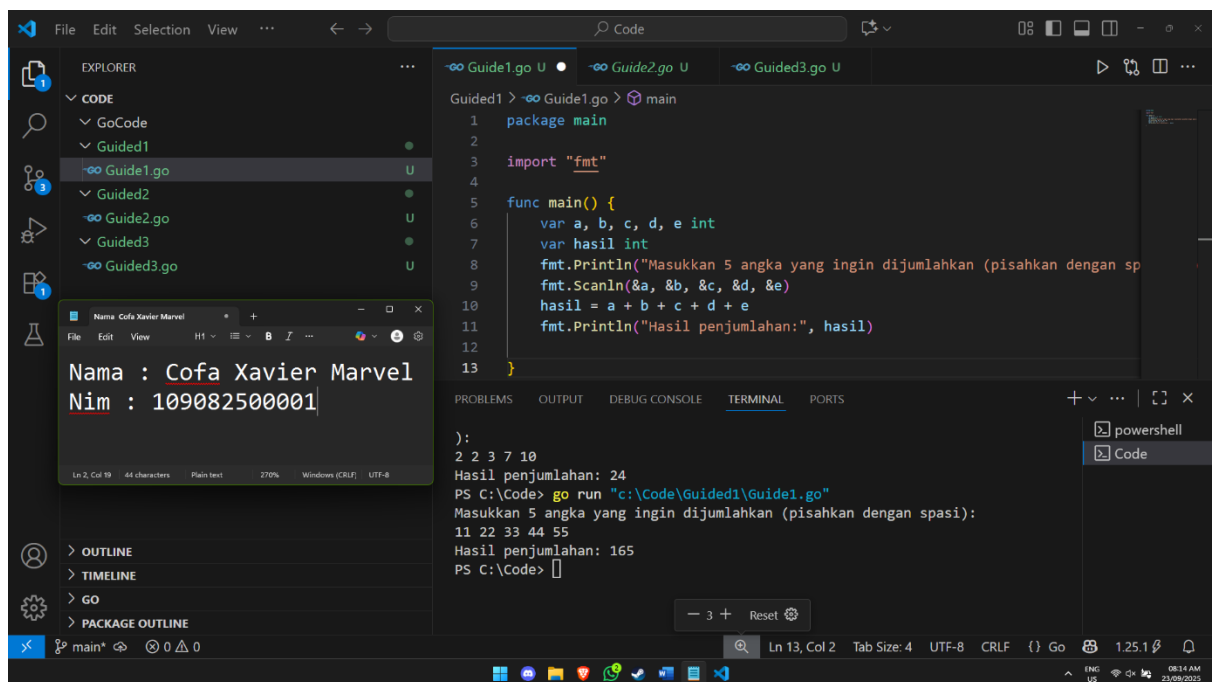 File Edit Selection View ··· Code
EXPLORER ···
CODE
GoCode
Guided1
Guide1.go U
Guided2
Guide2.go U
Guided3
Guided3.go U
1
3
1
Nama Cofa Xavier Marvel
File Edit View H1 B I ···
Nama : Cofa Xavier Marvel
Nim : 109082500001
Ln 2, Col 19 44 characters Plain text 270% Windows (CRLF) UTF-8
OUTLINE
TIMELINE
GO
PACKAGE OUTLINE
GO Guide1.go U GO Guide2.go U GO Guided3.go U
Guided1 > GO Guide1.go > main
1 package main
2
3 import "fmt"
4
5 func main() {
6 var a, b, c, d, e int
7 var hasil int
8 fmt.Println("Masukkan 5 angka yang ingin dijumlahkan (pisahkan dengan sp
9 fmt.Scanln(&a, &b, &c, &d, &e)
10 hasil = a + b + c + d + e
11 fmt.Println("Hasil penjumlahan:", hasil)
12
13 }
PROBLEMS OUTPUT DEBUG CONSOLE TERMINAL PORTS
):
2 2 3 7 10
Hasil penjumlahan: 24
PS C:\Code> go run "c:\Code\Guided1\Guide1.go"
Masukkan 5 angka yang ingin dijumlahkan (pisahkan dengan spasi):
11 22 33 44 55
Hasil penjumlahan: 165
PS C:\Code>
powershell
Code
— 3 + Reset
main* 0 0 Ln 13, Col 2 Tab Size: 4 UTF-8 CRLF {} Go 1.25.1
2
ENG
US
08:14 AM
23/09/2025